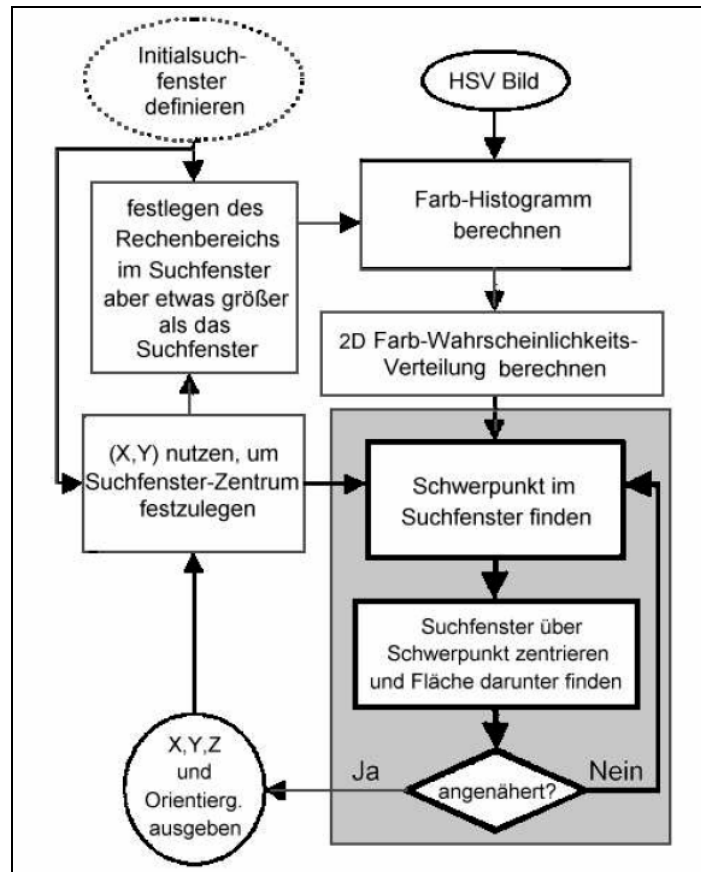 Initialsuch-
fenster
definieren
HSV Bild
festlegen des
Rechenbereichs
im Suchfenster
aber etwas größer
als das
Suchfenster
Farb-Histogramm
berechnen
2D Farb-Wahrscheinlichkeits-
Verteilung berechnen
(X,Y) nutzen, um
Suchfenster-Zentrum
festzulegen
Schwerpunkt im
Suchfenster finden
Suchfenster über
Schwerpunkt zentrieren
und Fläche darunter finden
X,Y,Z
und
Orientierg.
ausgeben
Ja
angenähert?
Nein